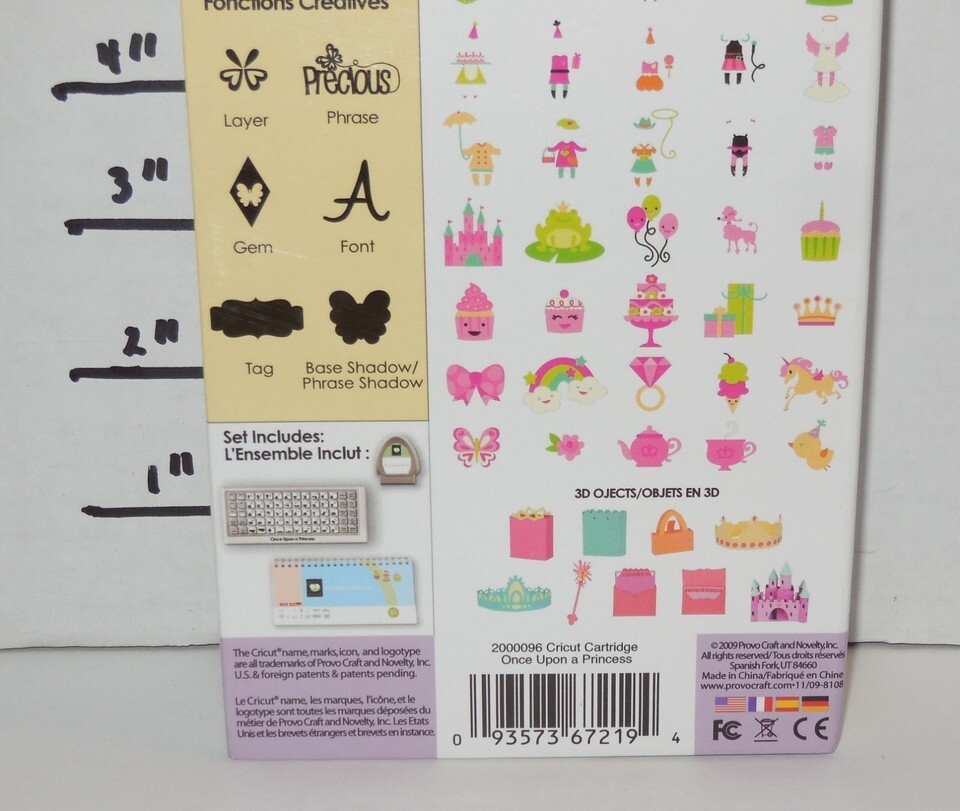 Fonctions Creatives
4"
Precious
Layer
Phrase
3"
A
Gem
Font
2"
Tag
Base Shadow/
Phrase Shadow
Set Includes:
L'Ensemble Inclut :
1"
Once Upon a Princess
3D OJECTS/OBJETS EN 3D
The Cricut® name, marks, icon, and logotype
are all trademarks of Provo Craft and Novelty, Inc.
U.S. & foreign patents & patents pending.
Le Cricut® name, les marques, l'icône, et le
logotype sont toutes les marques déposées du
métier de Provo Craft and Novelty, Inc. Les Etats
Unis et les brevets étrangers et brevets en instance.
2000096 Cricut Cartridge
Once Upon a Princess
0 93573 67219 4
© 2009 Provo Craft and Novelty, Inc.
All rights reserved/Tous droits réservés
Spanish Fork, UT 84660
Made in China/Fabriqué en Chine
www.provocraft.com•11/09-8108
FC CE